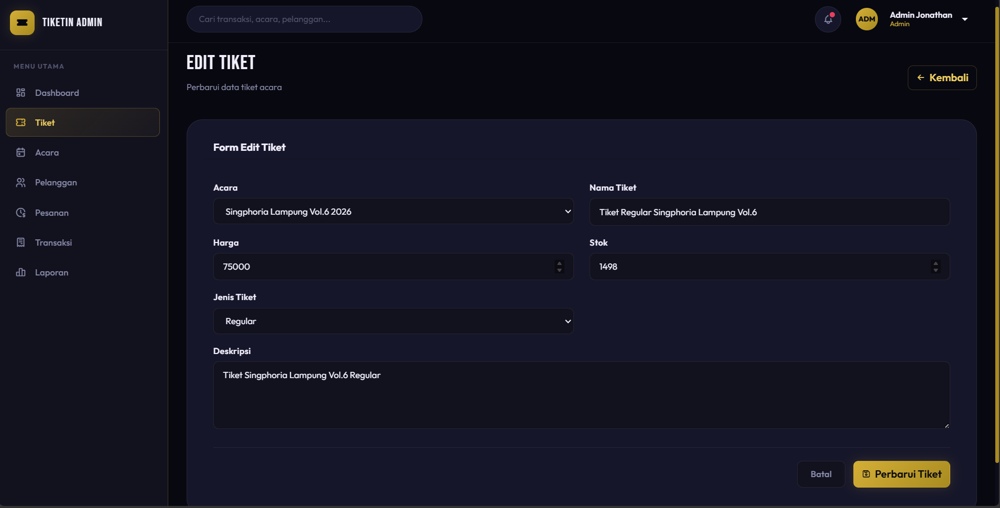 TIKETIN ADMIN
Cari transaksi, acara, pelanggan...
ADM
Admin Jonathan
Admin
MENU UTAMA
Dashboard
Tiket
Acara
Pelanggan
Pesanan
Transaksi
Laporan
EDIT TIKET
Perbarui data tiket acara
Kembali
Form Edit Tiket
Acara
Singphoria Lampung Vol.6 2026
Nama Tiket
Tiket Regular Singphoria Lampung Vol.6
Harga
75000
Stok
1498
Jenis Tiket
Regular
Deskripsi
Tiket Singphoria Lampung Vol.6 Regular
Batal
Perbarui Tiket